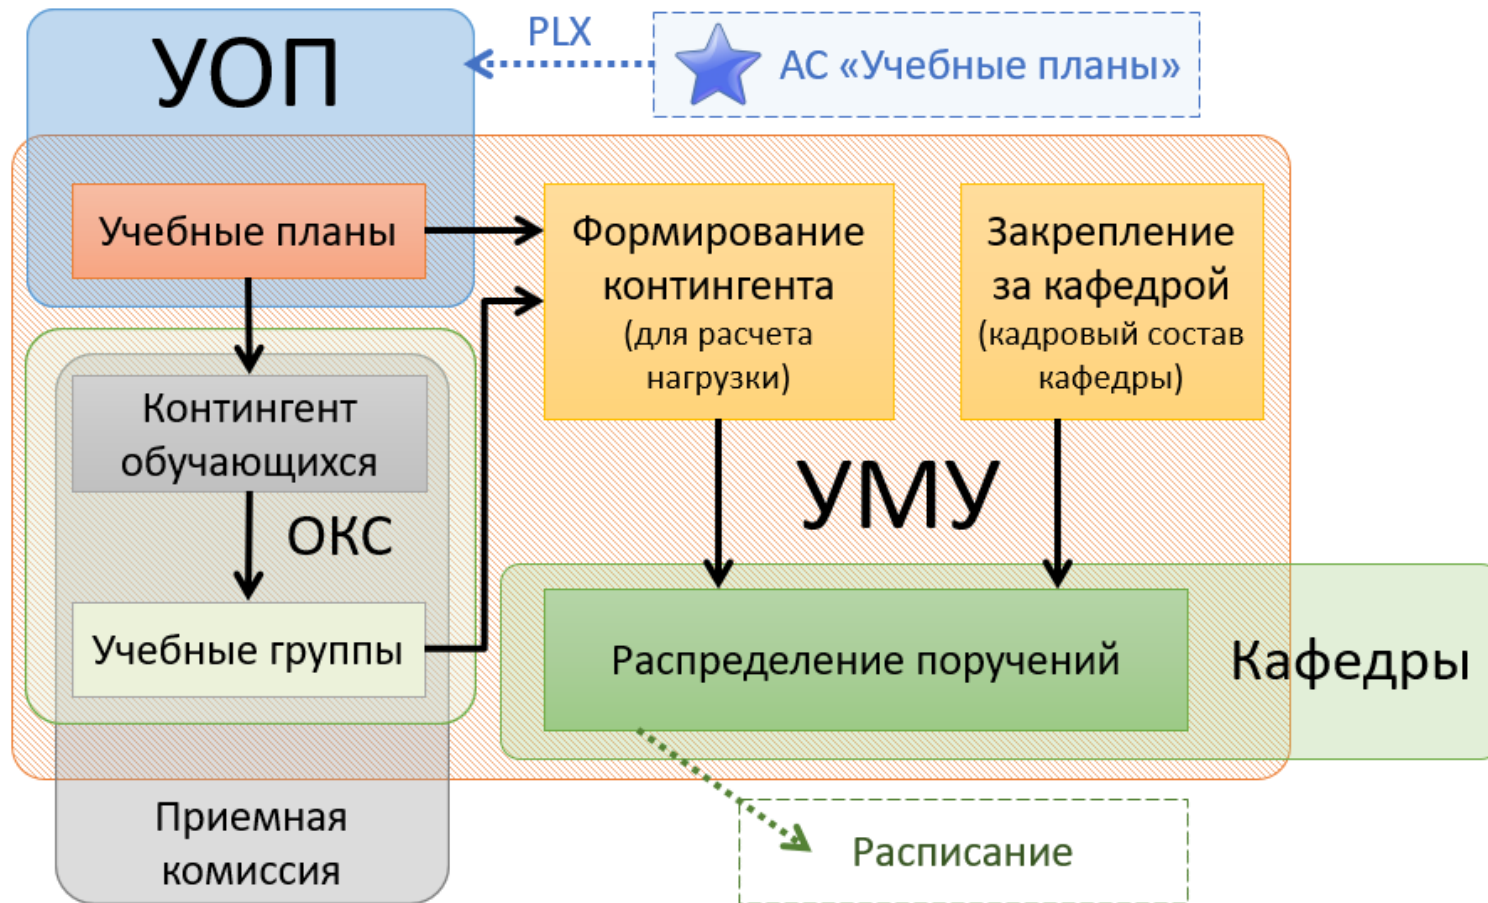 УОП
PLX
АС «Учебные планы»
Учебные планы
Формирование
контингента
(для расчета
нагрузки)
Закрепление
за кафедрой
(кадровый состав
кафедры)
Контингент
обучающихся
ОКС
УМУ
Учебные группы
Распределение поручений
Кафедры
Приемная
комиссия
Расписание